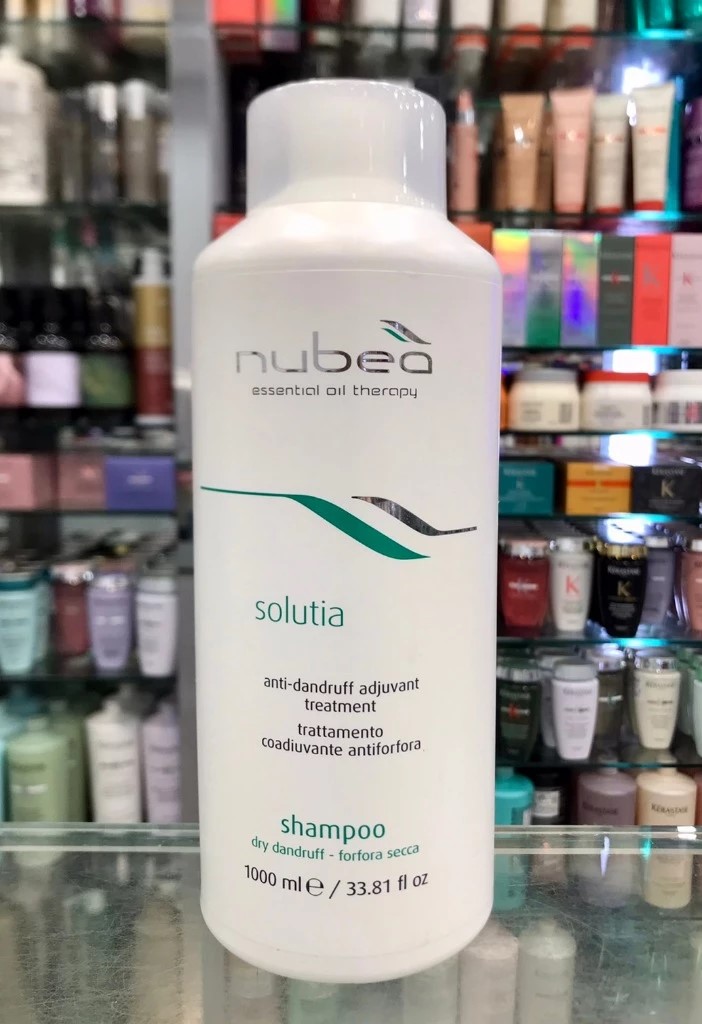 nubea
essential oil therapy
solutia
anti-dandruff adjuvant
treatment
trattamento
coadiuvante antiforfora
shampoo
dry dandruff - forfora secca
1000 ml ℮ / 33.81 fl oz
KERASTASE